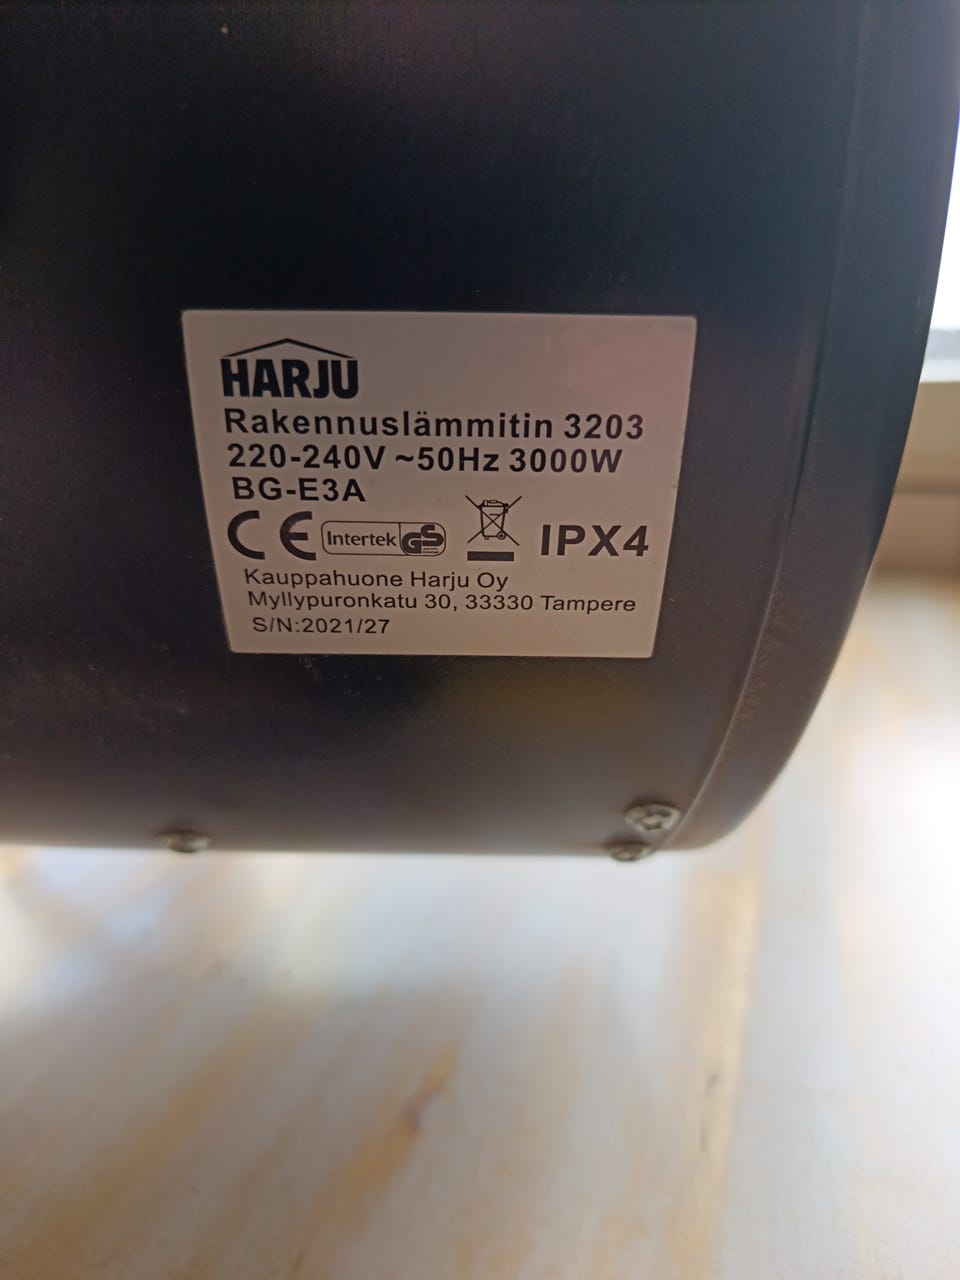 HARJU
Rakennuslämmitin 3203
220-240V ~50Hz 3000W
BG-E3A
CE Intertek GS IPX4
Kauppahuone Harju Oy
Myllypuronkatu 30, 33330 Tampere
S/N:2021/27